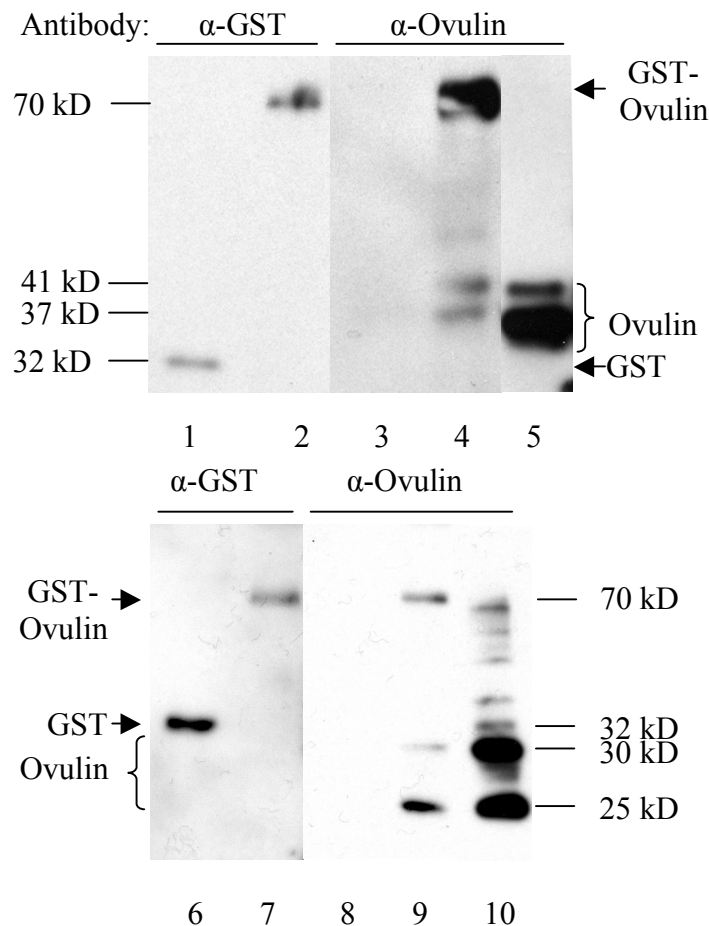 Antibody: α-GST α-Ovulin
70 kD
GST-
Ovulin
41 kD
37 kD
32 kD
Ovulin
GST
1 2 3 4 5
α-GST α-Ovulin
GST-
Ovulin
GST
Ovulin
70 kD
32 kD
30 kD
25 kD
6 7 8 9 10